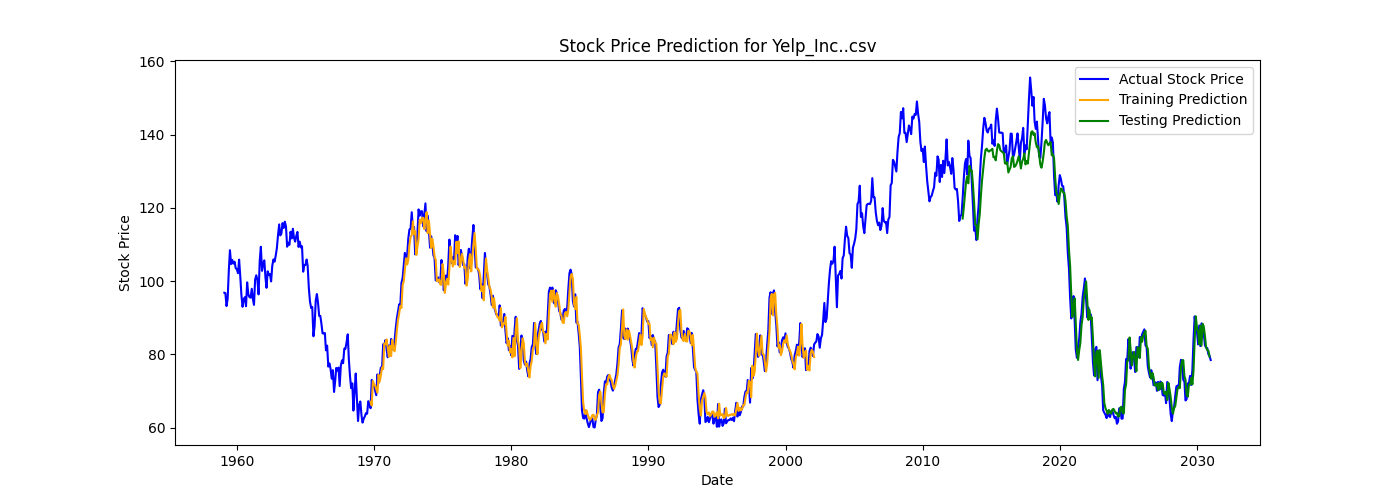 Stock Price Prediction for Yelp_Inc..csv
160
140
120
100
80
60
Stock Price
Actual Stock Price
Training Prediction
Testing Prediction
1960
1970
1980
1990
2000
2010
2020
2030
Date